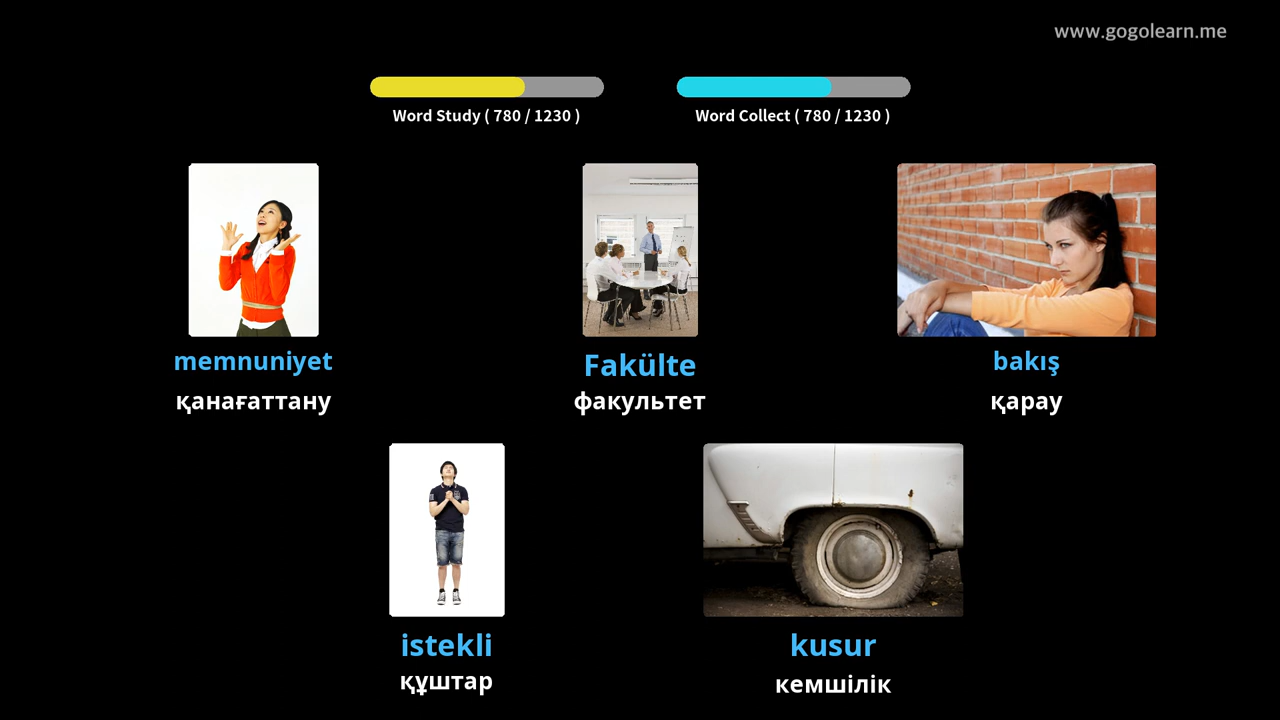 www.gogolearn.me
Word Study ( 780 / 1230 )
Word Collect ( 780 / 1230 )
memnuniyet
қанағаттану
Fakülte
факультет
bakış
қарау
istekli
құштар
kusur
кемшілік